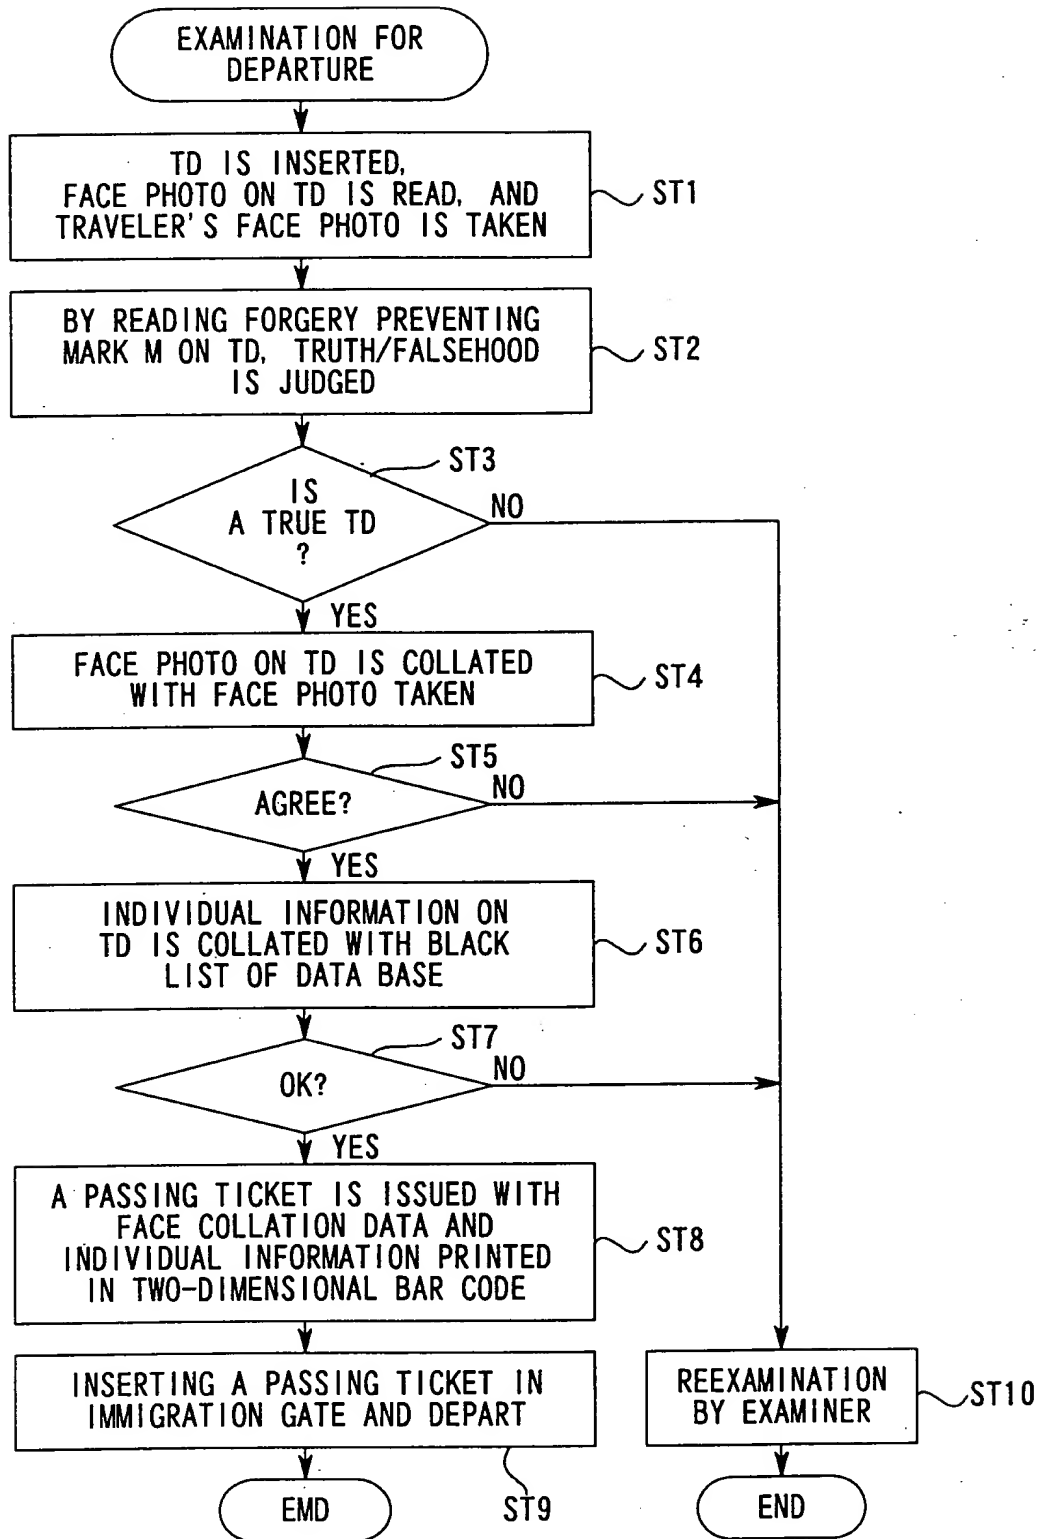 EXAMINATION FOR
DEPARTURE
TD IS INSERTED,
FACE PHOTO ON TD IS READ, AND
TRAVELER'S FACE PHOTO IS TAKEN
ST1
BY READING FORGERY PREVENTING
MARK M ON TD, TRUTH/FALSEHOOD
IS JUDGED
ST2
ST3
IS
A TRUE TD
?
NO
YES
FACE PHOTO ON TD IS COLLATED
WITH FACE PHOTO TAKEN
ST4
ST5
AGREE?
NO
YES
INDIVIDUAL INFORMATION ON
TD IS COLLATED WITH BLACK
LIST OF DATA BASE
ST6
ST7
OK?
NO
YES
A PASSING TICKET IS ISSUED WITH
FACE COLLATION DATA AND
INDIVIDUAL INFORMATION PRINTED
IN TWO-DIMENSIONAL BAR CODE
ST8
INSERTING A PASSING TICKET IN
IMMIGRATION GATE AND DEPART
ST9
EMD
REEXAMINATION
BY EXAMINER
ST10
END